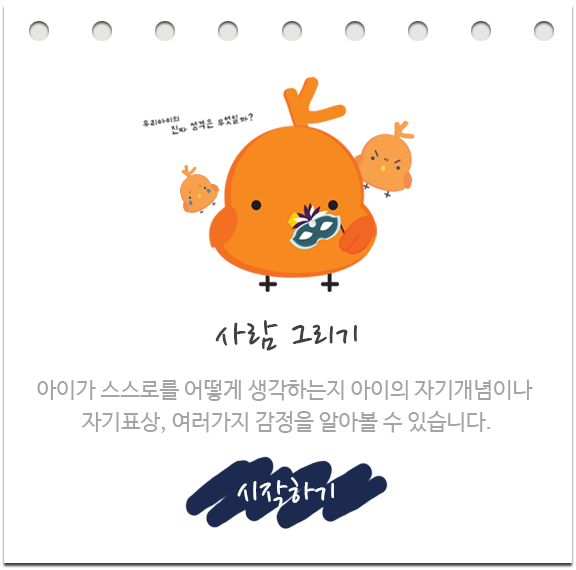 우리아이의
진짜 성격은 무엇일까?
사람 그리기
아이가 스스로를 어떻게 생각하는지 아이의 자기개념이나
자기표상, 여러가지 감정을 알아볼 수 있습니다.
시작하기